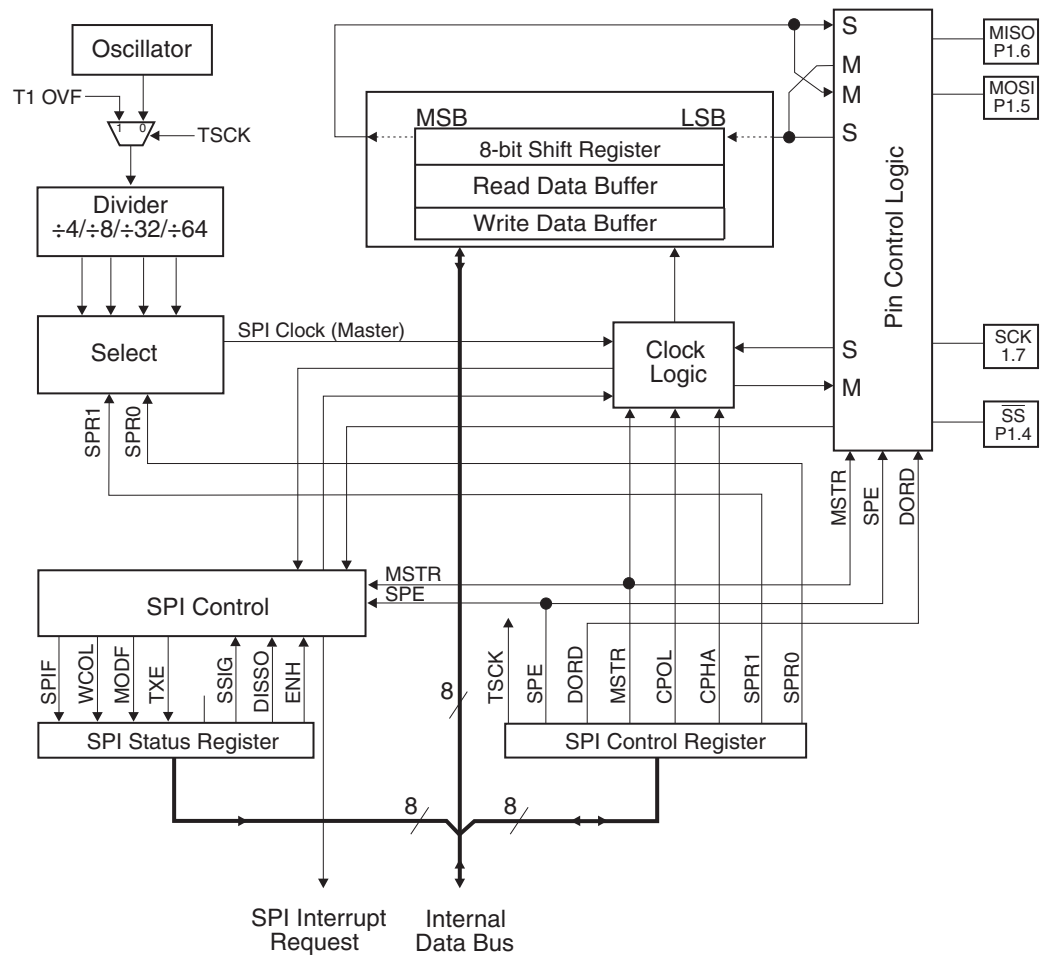 Oscillator
T1 OVF
1 0
TSCK
Divider
÷4/÷8/÷32/÷64
Select
SPI Clock (Master)
SPR1
SPR0
MSB
LSB
8-bit Shift Register
Read Data Buffer
Write Data Buffer
Clock
Logic
S
M
M
S
S
M
Pin Control Logic
MISO
P1.6
MOSI
P1.5
SCK
1.7
SS
P1.4
MSTR
SPE
DORD
SPI Control
MSTR
SPE
SPIF
WCOL
MODF
TXE
SSIG
DISSO
ENH
SPI Status Register
8
TSCK
SPE
DORD
MSTR
CPOL
CPHA
SPR1
SPR0
SPI Control Register
8
8
SPI Interrupt
Request
Internal
Data Bus